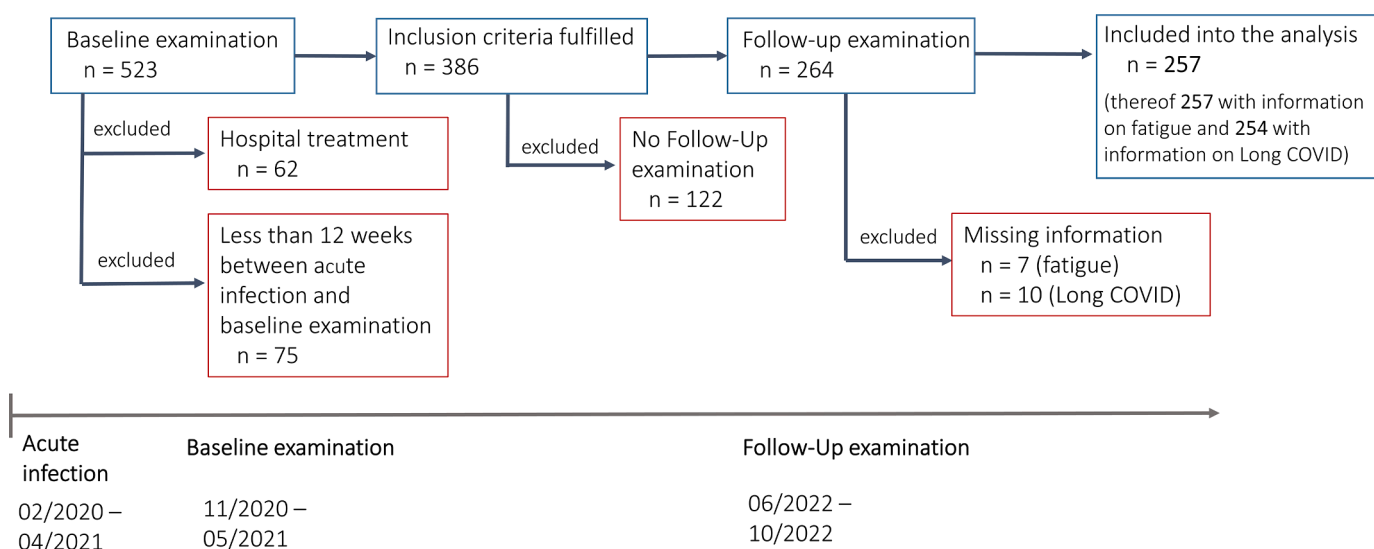 Baseline examination
n = 523
Inclusion criteria fulfilled
n = 386
Follow-up examination
n = 264
Included into the analysis
n = 257
(thereof 257 with information
on fatigue and 254 with
information on Long COVID)
excluded
Hospital treatment
n = 62
excluded
No Follow-Up
examination
n = 122
excluded
Less than 12 weeks
between acute
infection and
baseline examination
n = 75
excluded
Missing information
n = 7 (fatigue)
n = 10 (Long COVID)
Acute
infection
02/2020 –
04/2021
Baseline examination
11/2020 –
05/2021
Follow-Up examination
06/2022 –
10/2022